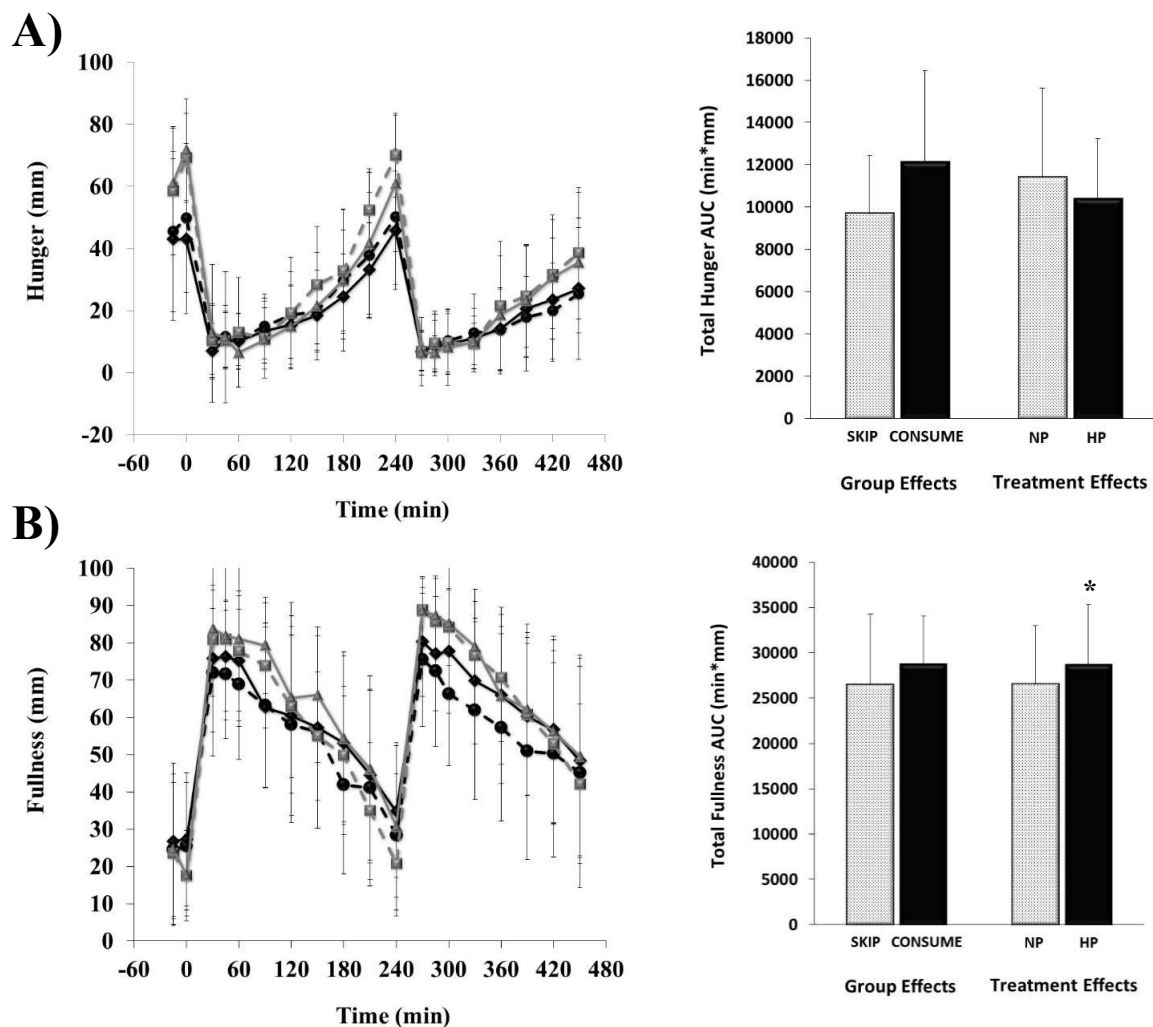 A)
Hunger (mm)
100
80
60
40
20
0
-20
-60 0 60 120 180 240 300 360 420 480
Time (min)
Total Hunger AUC (min*mm)
18000
16000
14000
12000
10000
8000
6000
4000
2000
0
SKIP CONSUME NP HP
Group Effects Treatment Effects
B)
Fullness (mm)
100
90
80
70
60
50
40
30
20
10
0
-60 0 60 120 180 240 300 360 420 480
Time (min)
Total Fullness AUC (min*mm)
40000
35000
30000
25000
20000
15000
10000
5000
0
*
SKIP CONSUME NP HP
Group Effects Treatment Effects